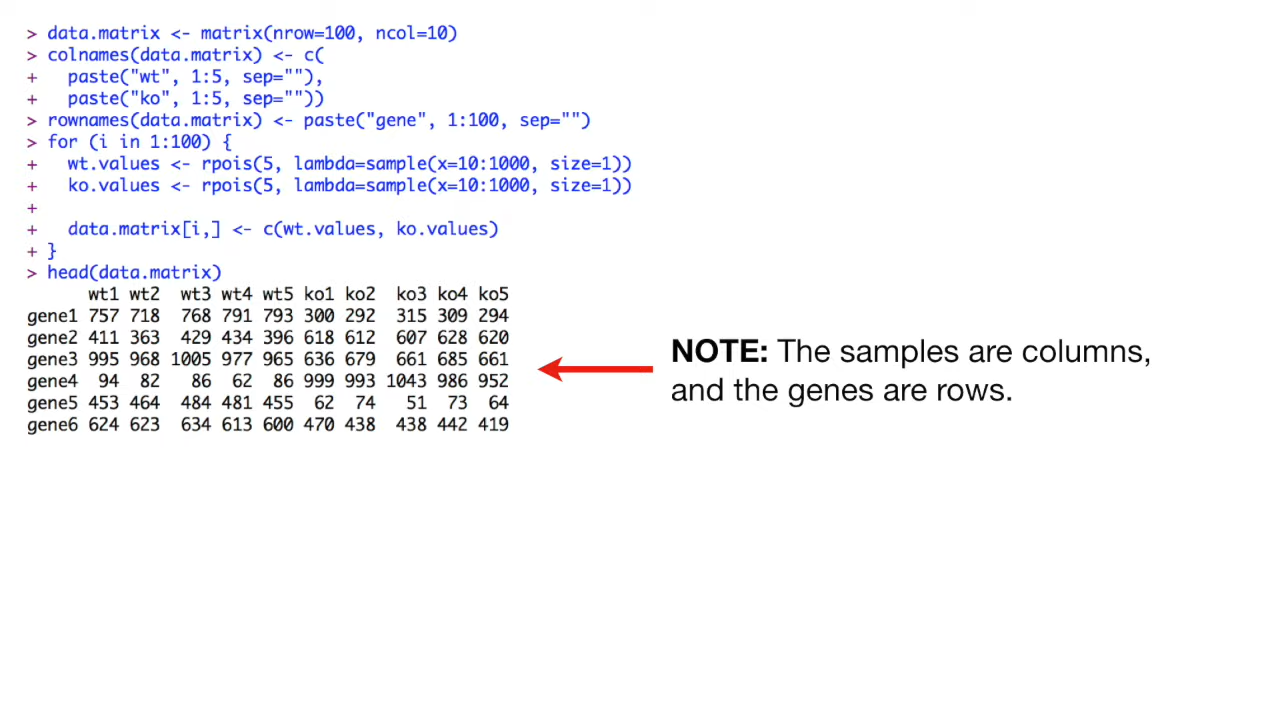 > data.matrix <- matrix(nrow=100, ncol=10)
> colnames(data.matrix) <- c(
+   paste("wt", 1:5, sep=""),
+   paste("ko", 1:5, sep=""))
> rownames(data.matrix) <- paste("gene", 1:100, sep="")
> for (i in 1:100) {
+   wt.values <- rpois(5, lambda=sample(x=10:1000, size=1))
+   ko.values <- rpois(5, lambda=sample(x=10:1000, size=1))
+
+   data.matrix[i,] <- c(wt.values, ko.values)
+ }
> head(data.matrix)
      wt1 wt2  wt3 wt4 wt5 ko1 ko2  ko3 ko4 ko5
gene1 757 718  768 791 793 300 292  315 309 294
gene2 411 363  429 434 396 618 612  607 628 620
gene3 995 968 1005 977 965 636 679  661 685 661
gene4  94  82   86  62  86 999 993 1043 986 952
gene5 453 464  484 481 455  62  74   51  73  64
gene6 624 623  634 613 600 470 438  438 442 419
NOTE: The samples are columns,
and the genes are rows.